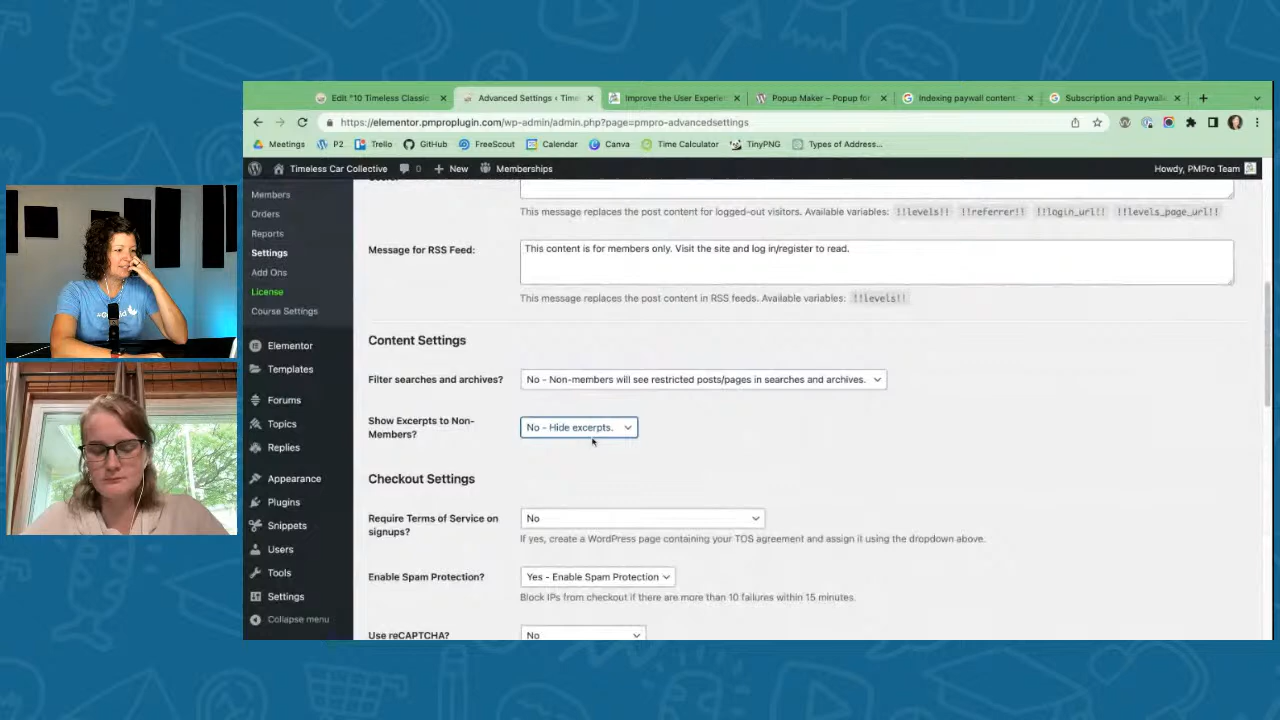 Edit "10 Timeless Classic
Advanced Settings ‹ Time
Improve the User Experien
Popup Maker – Popup for
Indexing paywall content
Subscription and Paywall
https://elementor.pmproplugin.com/wp-admin/admin.php?page=pmpro-advancedsettings
Meetings
P2
Trello
GitHub
FreeScout
Calendar
Canva
Time Calculator
TinyPNG
Types of Address...
Timeless Car Collective
0
New
Memberships
Howdy, PMPro Team
Members
Orders
Reports
Settings
Add Ons
License
Course Settings
Elementor
Templates
Forums
Topics
Replies
Appearance
Plugins
Snippets
Users
Tools
Settings
Collapse menu
This message replaces the post content for logged-out visitors. Available variables: !!levels!! !!referrer!! !!login_url!! !!levels_page_url!!
Message for RSS Feed:
This content is for members only. Visit the site and log in/register to read.
This message replaces the post content in RSS feeds. Available variables: !!levels!!
Content Settings
Filter searches and archives?
No - Non-members will see restricted posts/pages in searches and archives.
Show Excerpts to Non-
Members?
No - Hide excerpts.
Checkout Settings
Require Terms of Service on
signups?
No
If yes, create a WordPress page containing your TOS agreement and assign it using the dropdown above.
Enable Spam Protection?
Yes - Enable Spam Protection
Block IPs from checkout if there are more than 10 failures within 15 minutes.
Use reCAPTCHA?
No